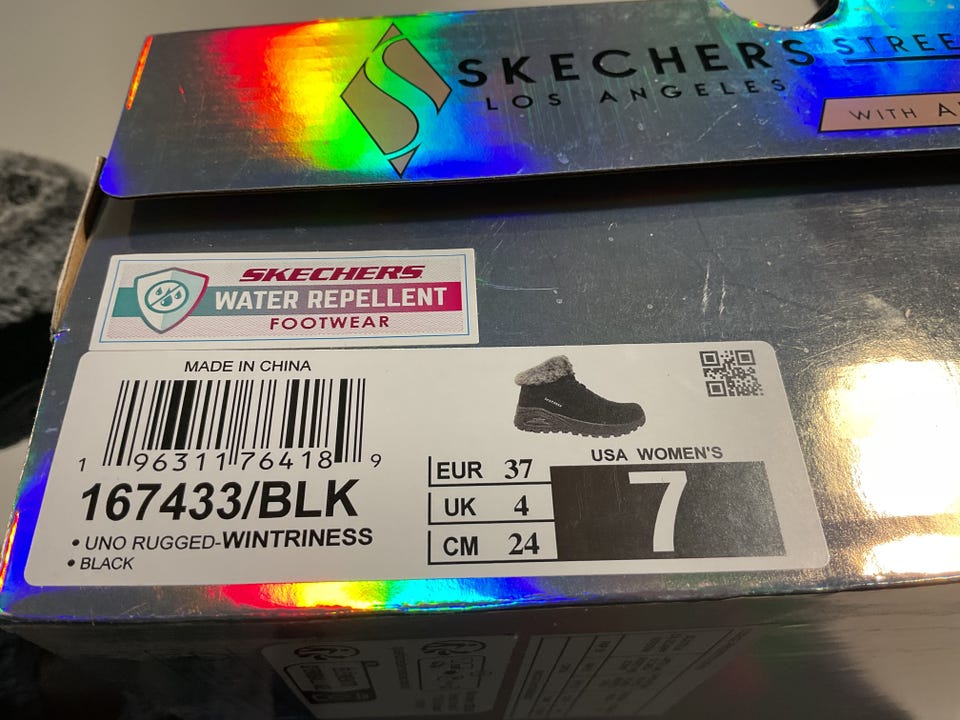 SKECHERS
LOS ANGELES
WITH
SKECHERS
WATER REPELLENT
FOOTWEAR
MADE IN CHINA
1 96311 76418 9
167433/BLK
• UNO RUGGED-WINTRINESS
• BLACK
EUR 37
UK 4
CM 24
USA WOMEN'S
7